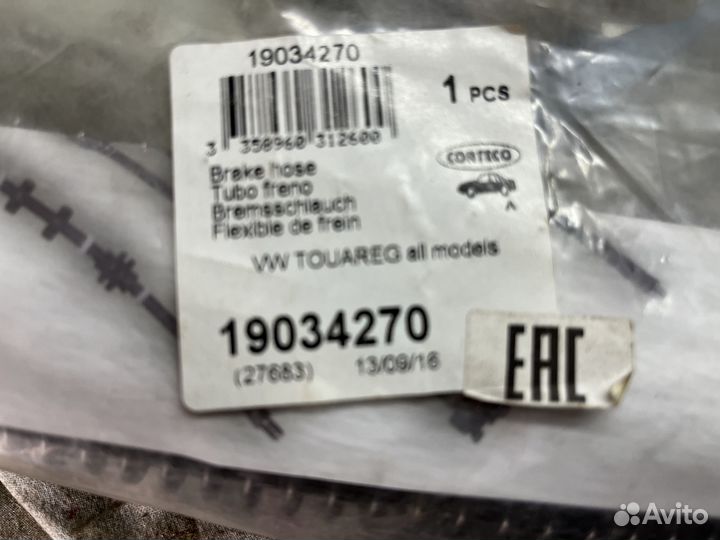 19034270
1 PCS
3 358960 312600
CORTECO
A
Brake hose
Tubo freno
Bremsschlauch
Flexible de frein
VW TOUAREG all models
19034270
(27683) 13/09/16
EAC
Avito